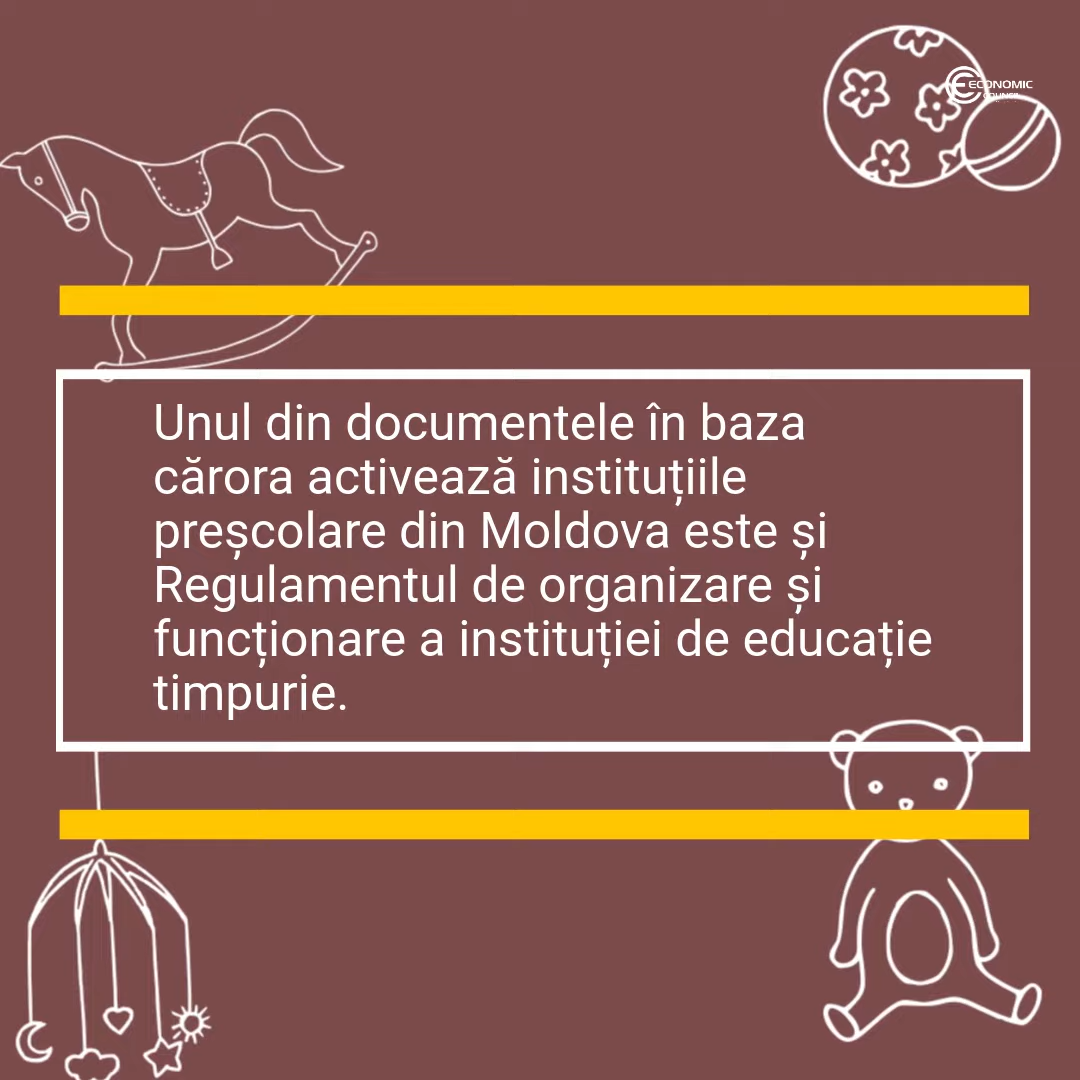 ECONOMIC
COUNCIL
Unul din documentele în baza
cărora activează instituțiile
preșcolare din Moldova este și
Regulamentul de organizare și
funcționare a instituției de educație
timpurie.